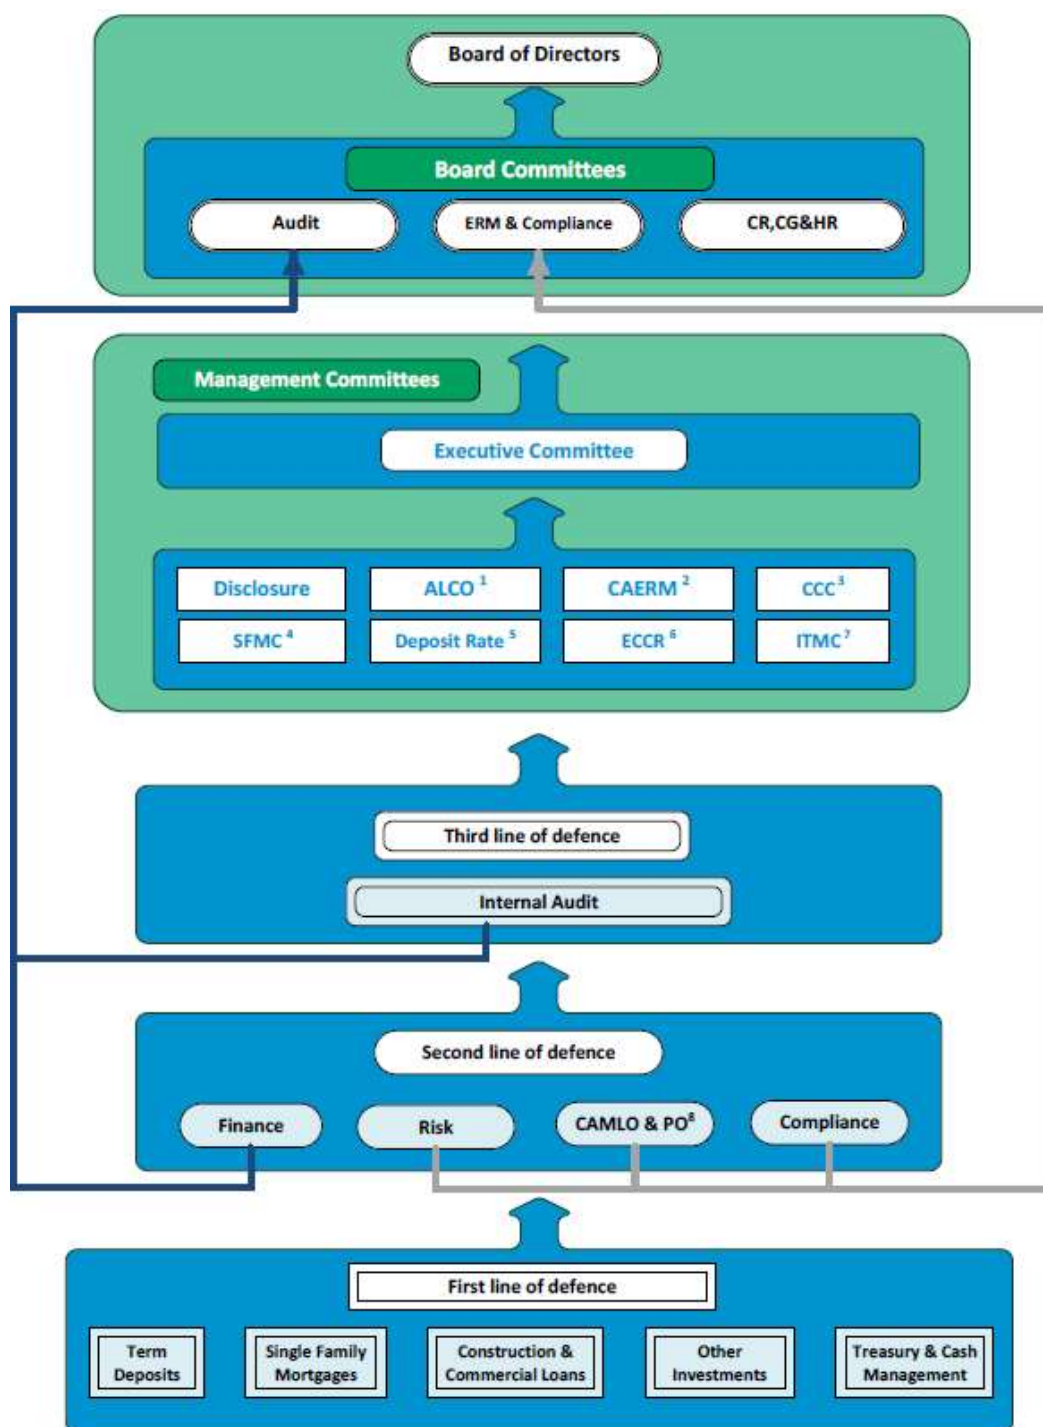 Board of Directors
Board Committees
Audit
ERM & Compliance
CR,CG&HR
Management Committees
Executive Committee
Disclosure
ALCO 1
CAERM 2
CCC 3
SFMC 4
Deposit Rate 5
ECCR 6
ITMC 7
Third line of defence
Internal Audit
Second line of defence
Finance
Risk
CAMLO & PO8
Compliance
First line of defence
Term
Deposits
Single Family
Mortgages
Construction &
Commercial Loans
Other
Investments
Treasury & Cash
Management